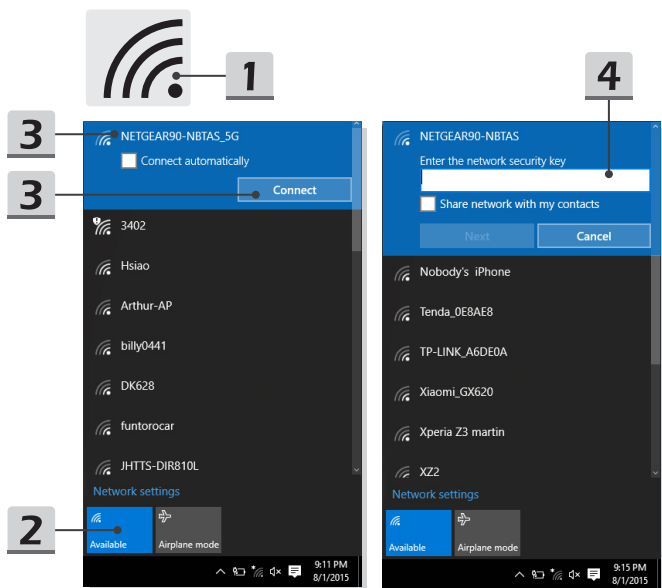 1
3
NETGEAR90-NBTAS_5G
Connect automatically
3
Connect
3402
Hsiao
Arthur-AP
billy0441
DK628
funtorocar
JHTTS-DIR810L
Network settings
2
Available
Airplane mode
9:11 PM
8/1/2015
4
NETGEAR90-NBTAS
Enter the network security key
Share network with my contacts
Next
Cancel
Nobody's iPhone
Tenda_0E8AE8
TP-LINK_A6DE0A
Xiaomi_GX620
Xperia Z3 martin
XZ2
Network settings
Available
Airplane mode
9:15 PM
8/1/2015